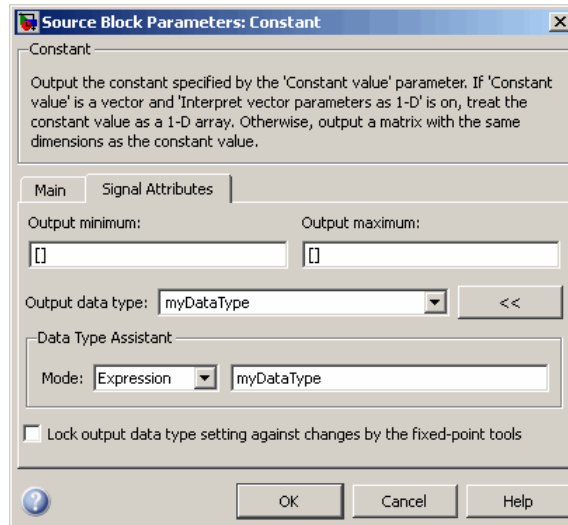 Source Block Parameters: Constant
Constant
Output the constant specified by the 'Constant value' parameter. If 'Constant
value' is a vector and 'Interpret vector parameters as 1-D' is on, treat the
constant value as a 1-D array. Otherwise, output a matrix with the same
dimensions as the constant value.
Main Signal Attributes
Output minimum: Output maximum:
[] []
Output data type: myDataType <<
Data Type Assistant
Mode: Expression myDataType
Lock output data type setting against changes by the fixed-point tools
? OK Cancel Help